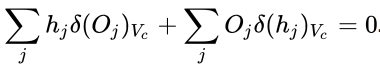 ∑_j h_j δ(O_j)_{V_c} + ∑_j O_j δ(h_j)_{V_c} = 0.